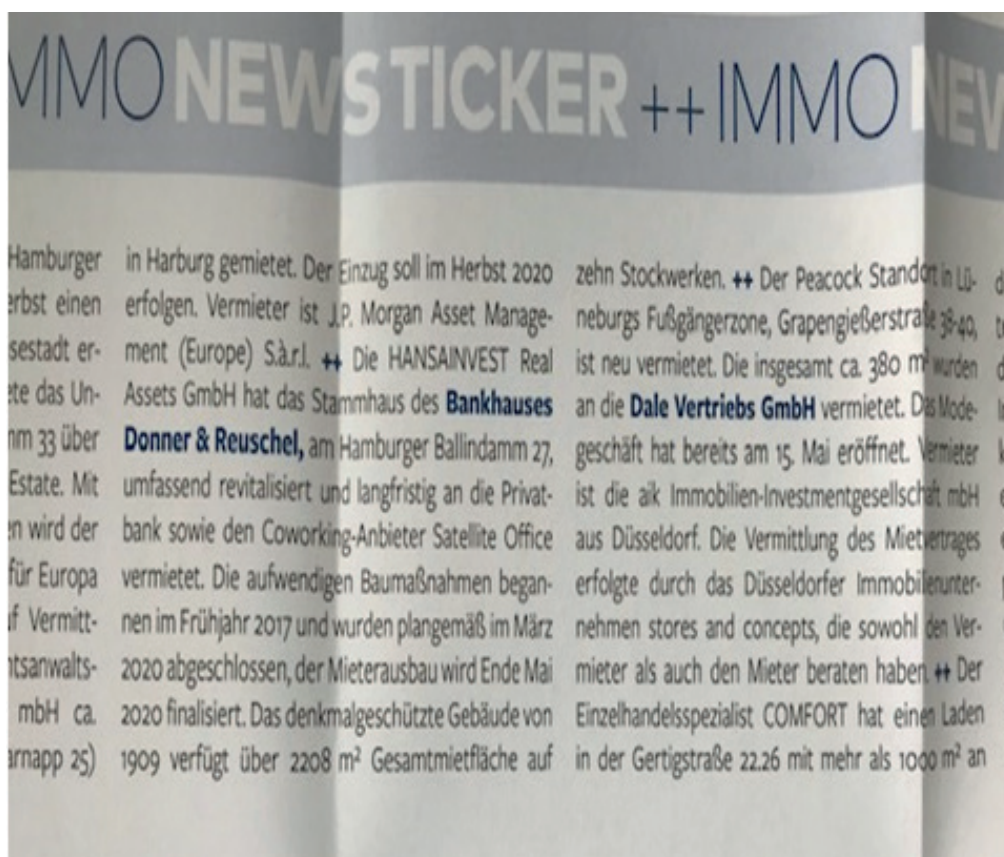 MMO NEWSTICKER ++ IMMO NEW
Hamburger
erbst einen
sestadt er-
ete das Un-
nm 33 über
Estate. Mit
en wird der
für Europa
uf Vermitt-
htsanwalts-
mbH ca.
arnapp 25)
in Harburg gemietet. Der Einzug soll im Herbst 2020
erfolgen. Vermieter ist J.P. Morgan Asset Manage-
ment (Europe) S.à.r.l. ++ Die HANSAINVEST Real
Assets GmbH hat das Stammhaus des Bankhauses
Donner & Reuschel, am Hamburger Ballindamm 27,
umfassend revitalisiert und langfristig an die Privat-
bank sowie den Coworking-Anbieter Satellite Office
vermietet. Die aufwendigen Baumaßnahmen began-
nen im Frühjahr 2017 und wurden plangemäß im März
2020 abgeschlossen, der Mieterausbau wird Ende Mai
2020 finalisiert. Das denkmalgeschützte Gebäude von
1909 verfügt über 2208 m² Gesamtmietfläche auf
zehn Stockwerken. ++ Der Peacock Standort in Lü-
neburgs Fußgängerzone, Grapengießerstraße 38-40,
ist neu vermietet. Die insgesamt ca. 380 m² wurden
an die Dale Vertriebs GmbH vermietet. Das Mode-
geschäft hat bereits am 15. Mai eröffnet. Vermieter
ist die aik Immobilien-Investmentgesellschaft mbH
aus Düsseldorf. Die Vermittlung des Mietvertrages
erfolgte durch das Düsseldorfer Immobilienunter-
nehmen stores and concepts, die sowohl den Ver-
mieter als auch den Mieter beraten haben. ++ Der
Einzelhandelsspezialist COMFORT hat einen Laden
in der Gertigstraße 22.26 mit mehr als 1000 m² an